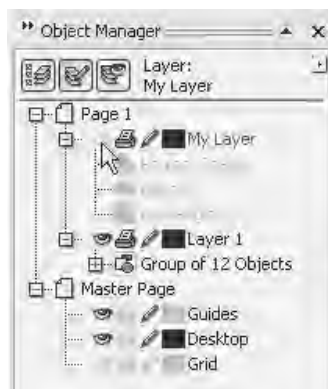 Object Manager
Layer:
My Layer
Page 1
My Layer
Layer 1
Group of 12 Objects
Master Page
Guides
Desktop
Grid